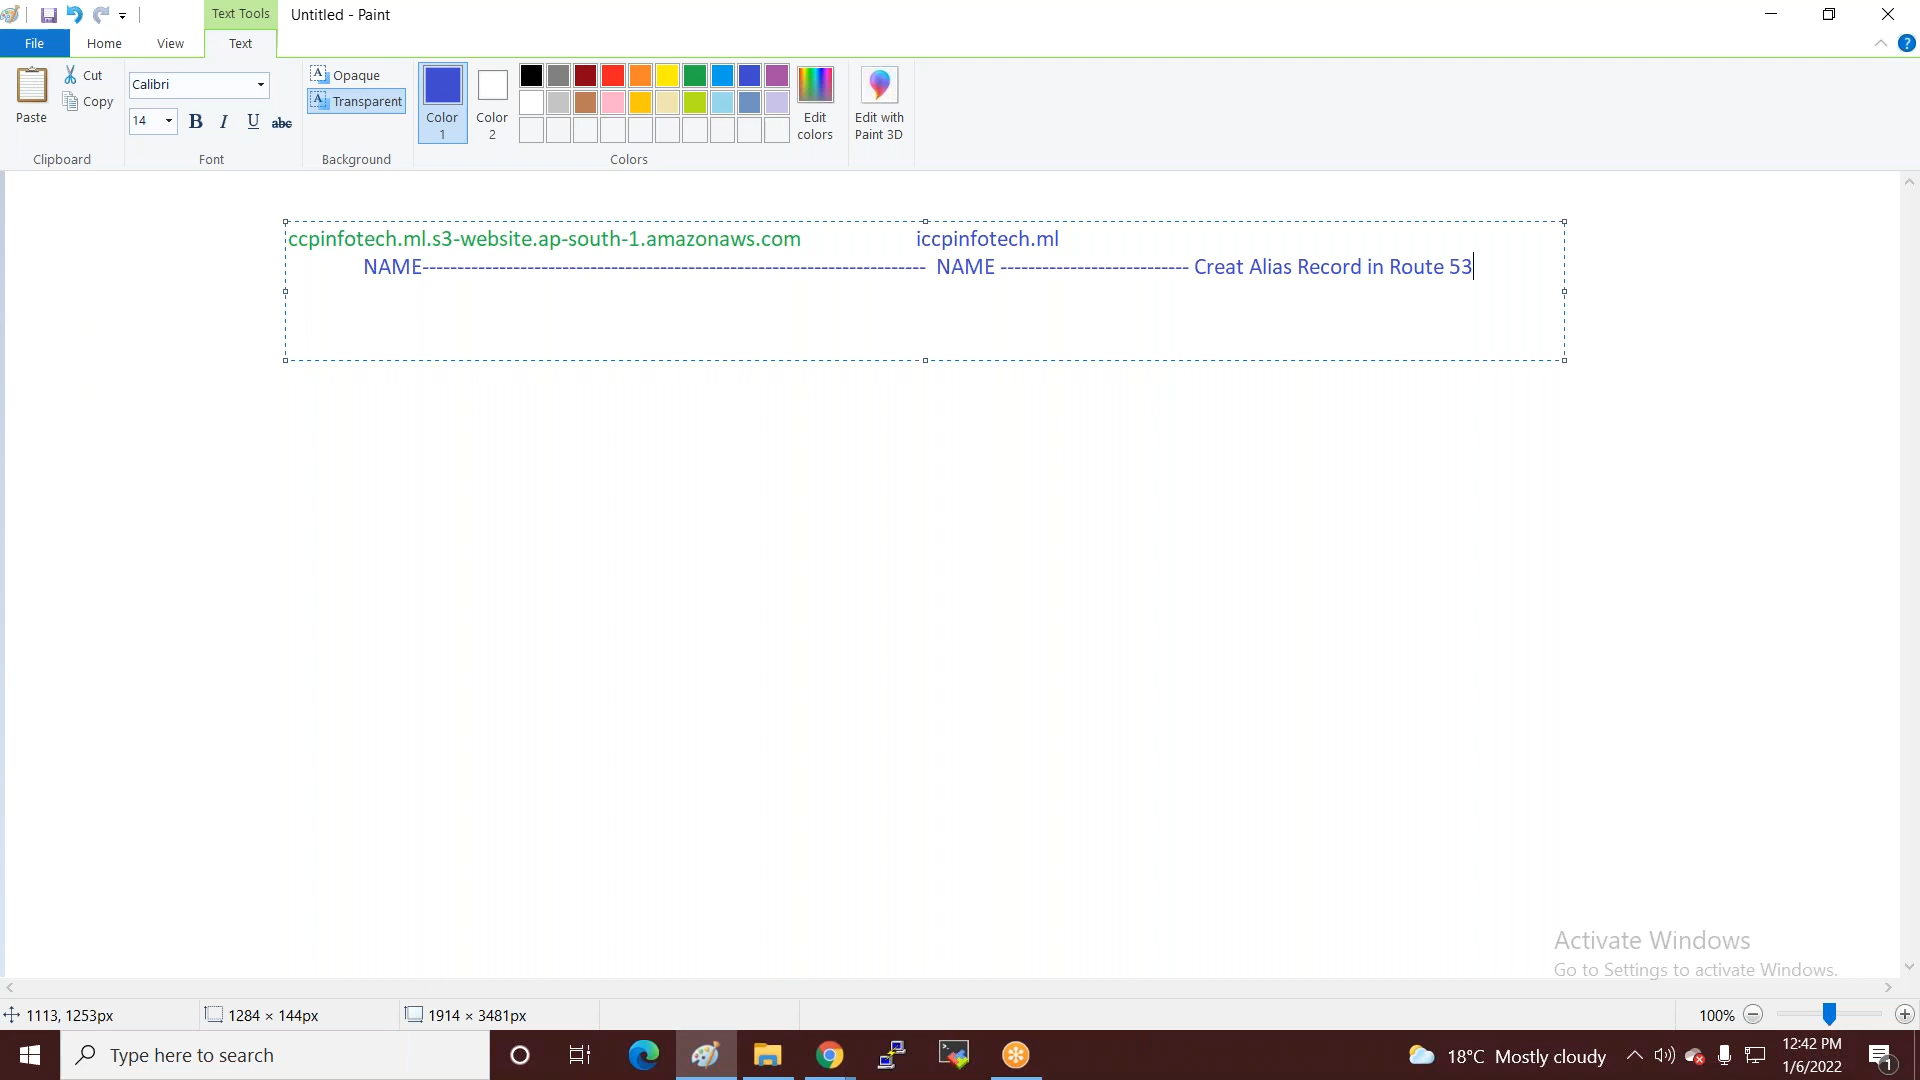 Text Tools Untitled - Paint
File Home View Text
Paste Cut Copy Calibri 14 B I U abc Opaque Transparent Color 1 Color 2 Edit colors Edit with Paint 3D
Clipboard Font Background Colors
ccpinfotech.ml.s3-website.ap-south-1.amazonaws.com iccpinfotech.ml
NAME------------------------------------------------------------------------ NAME --------------------------- Creat Alias Record in Route 53
Activate Windows
Go to Settings to activate Windows.
1113, 1253px 1284 × 144px 1914 × 3481px 100%
Type here to search 18°C Mostly cloudy 12:42 PM
1/6/2022 1